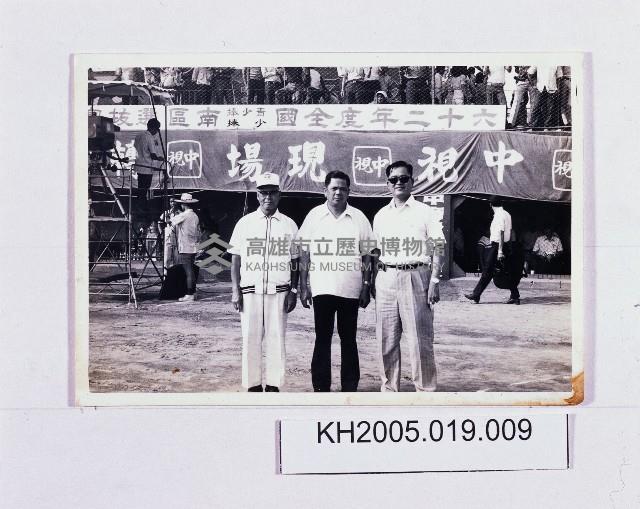 六十二年度全國青少棒南區選拔
少棒
中視 中視 現場
中視
中視
高雄市立歷史博物館
KAOHSIUNG MUSEUM OF HISTORY
KH2005.019.009